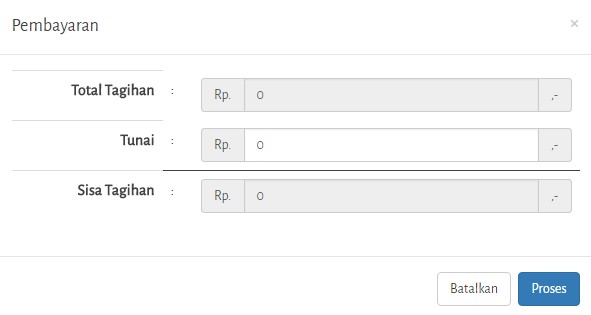 Pembayaran ×
Total Tagihan : Rp. 0 ,-
Tunai : Rp. 0 ,-
Sisa Tagihan : Rp. 0 ,-
Batalkan Proses